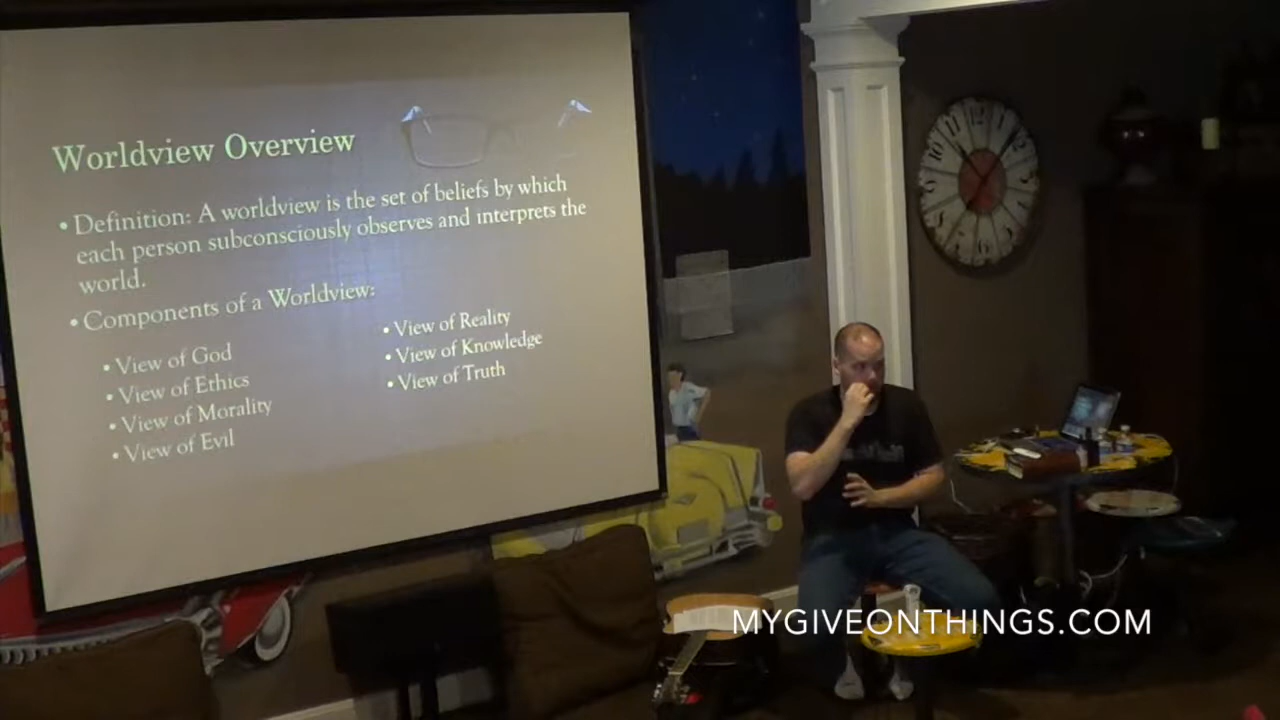 Worldview Overview
• Definition: A worldview is the set of beliefs by which
each person subconsciously observes and interprets the
world.
• Components of a Worldview:
• View of God
• View of Ethics
• View of Morality
• View of Evil
• View of Reality
• View of Knowledge
• View of Truth
MYGIVEONTHINGS.COM